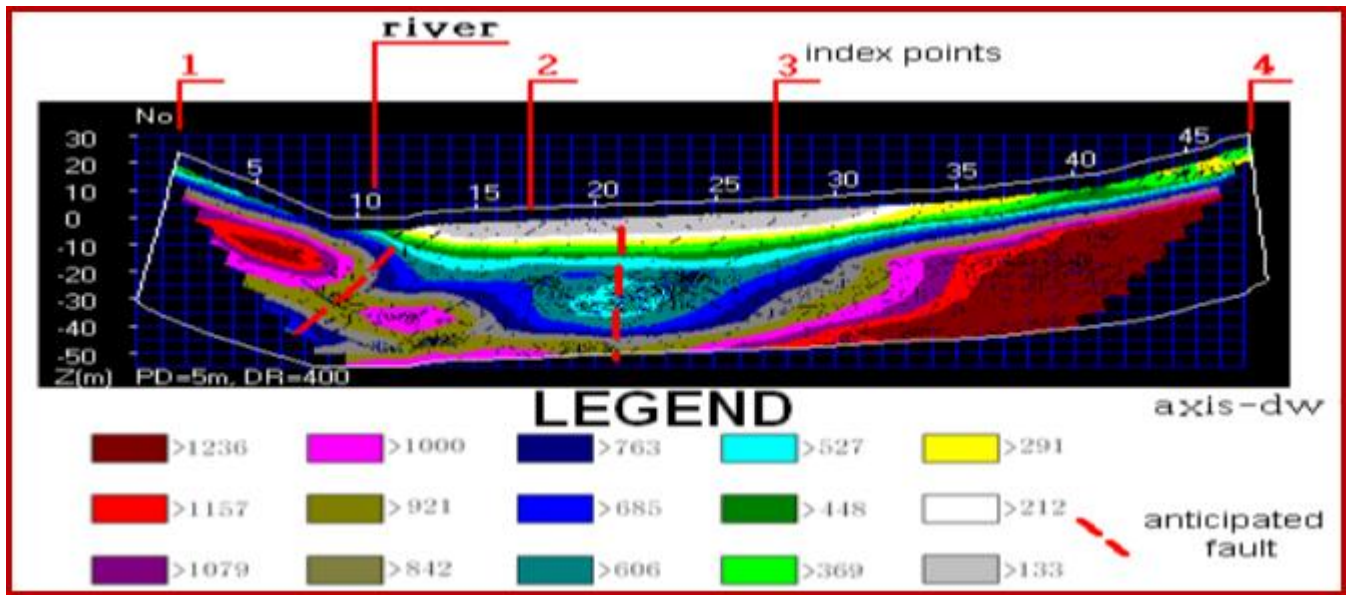 river
1 2 3 index points 4
No
30
20
10
0
-10
-20
-30
-40
-50
5 10 15 20 25 30 35 40 45
Z(m) PD=5m, DR=400
LEGEND
axis-dw
>1236 >1000 >763 >527 >291
>1157 >921 >685 >448 >212
>1079 >842 >606 >369 >133
anticipated
fault